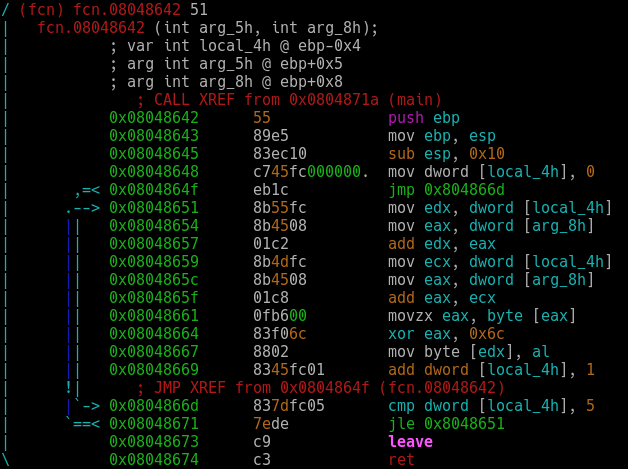 / (fcn) fcn.08048642 51
|   fcn.08048642 (int arg_5h, int arg_8h);
|           ; var int local_4h @ ebp-0x4
|           ; arg int arg_5h @ ebp+0x5
|           ; arg int arg_8h @ ebp+0x8
|              ; CALL XREF from 0x0804871a (main)
|           0x08048642      55             push ebp
|           0x08048643      89e5           mov ebp, esp
|           0x08048645      83ec10         sub esp, 0x10
|           0x08048648      c745fc000000.  mov dword [local_4h], 0
|       ,=< 0x0804864f      eb1c           jmp 0x804866d
|      .--> 0x08048651      8b55fc         mov edx, dword [local_4h]
|      ||   0x08048654      8b4508         mov eax, dword [arg_8h]
|      ||   0x08048657      01c2           add edx, eax
|      ||   0x08048659      8b4dfc         mov ecx, dword [local_4h]
|      ||   0x0804865c      8b4508         mov eax, dword [arg_8h]
|      ||   0x0804865f      01c8           add eax, ecx
|      ||   0x08048661      0fb600         movzx eax, byte [eax]
|      ||   0x08048664      83f06c         xor eax, 0x6c
|      ||   0x08048667      8802           mov byte [edx], al
|      ||   0x08048669      8345fc01       add dword [local_4h], 1
|      !|      ; JMP XREF from 0x0804864f (fcn.08048642)
|      |`-> 0x0804866d      837dfc05       cmp dword [local_4h], 5
|      `==< 0x08048671      7ede           jle 0x8048651
|           0x08048673      c9             leave
\           0x08048674      c3             ret